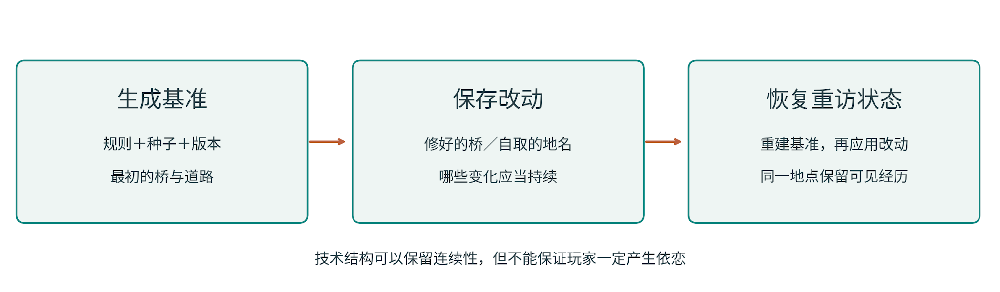 生成基准
规则＋种子＋版本
最初的桥与道路
保存改动
修好的桥／自取的地名
哪些变化应当持续
恢复重访状态
重建基准，再应用改动
同一地点保留可见经历
技术结构可以保留连续性，但不能保证玩家一定产生依恋